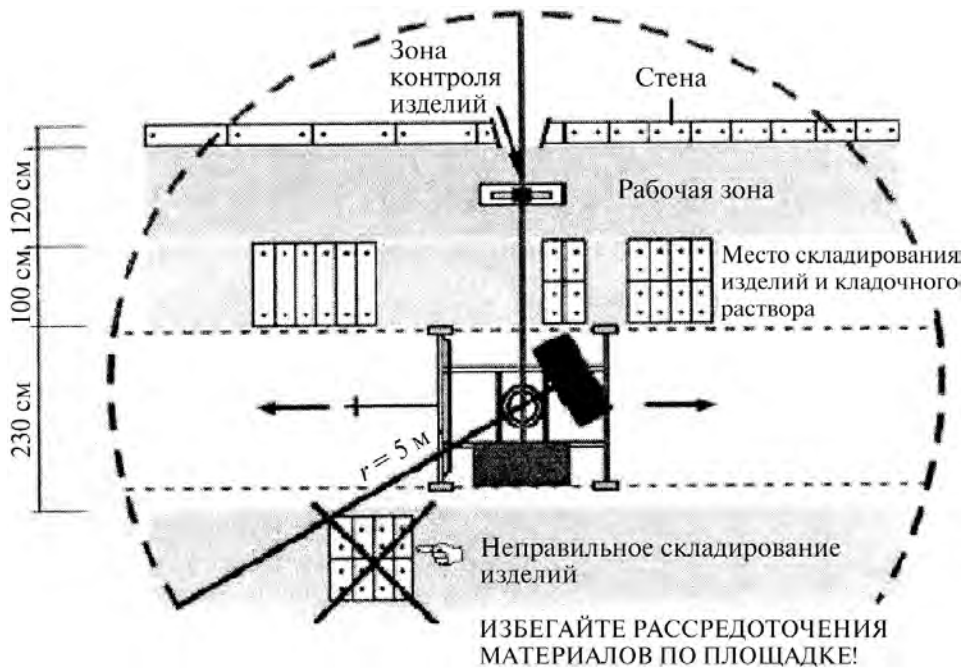 Зона
контроля
изделий
Стена
120 см
Рабочая зона
100 см,
Место складирования
изделий и кладочного
раствора
230 см
r = 5 м
Неправильное складирование
изделий
ИЗБЕГАЙТЕ РАССРЕДОТОЧЕНИЯ
МАТЕРИАЛОВ ПО ПЛОЩАДКЕ!